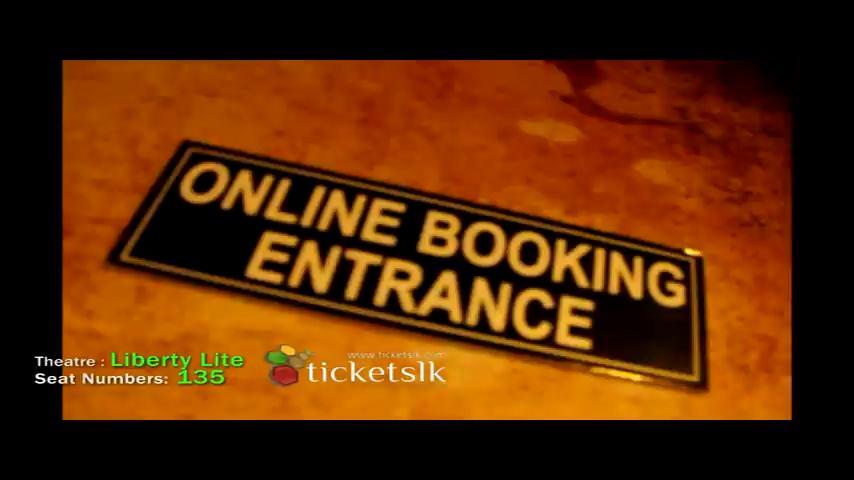 ONLINE BOOKING
ENTRANCE
Theatre : Liberty Lite
Seat Numbers: 135
www.ticketslk.com
ticketslk